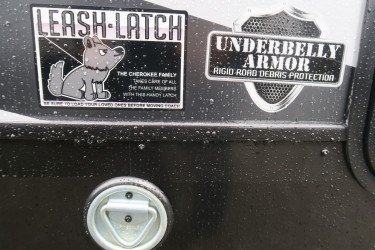 LEASH-LATCH
THE CHEROKEE FAMILY
TAKES CARE OF ALL
THE FAMILY MEMBERS
WITH THIS HANDY LATCH
BE SURE TO LOAD YOUR LOVED ONES BEFORE MOVING COACH
UNDERBELLY
ARMOR
RIGID ROAD DEBRIS PROTECTION